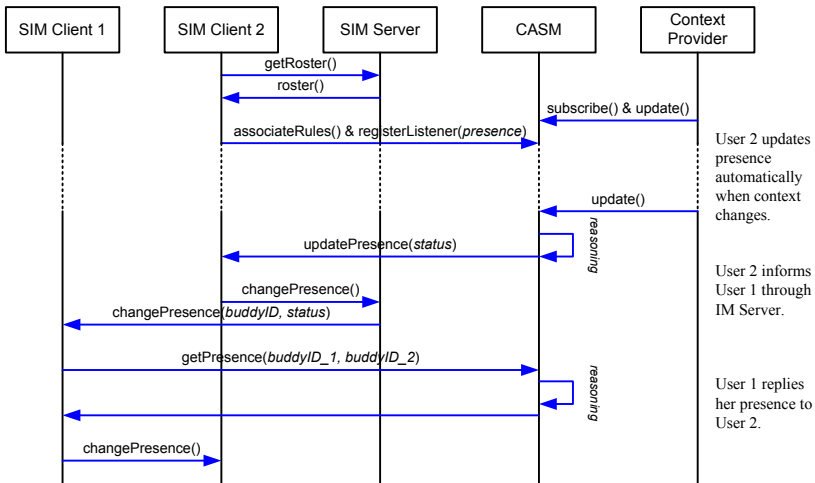 SIM Client 1
SIM Client 2
SIM Server
CASM
Context
Provider
getRoster()
roster()
subscribe() & update()
associateRules() & registerListener(presence)
User 2 updates
presence
automatically
when context
changes.
update()
reasoning
updatePresence(status)
User 2 informs
User 1 through
IM Server.
changePresence()
changePresence(buddyID, status)
getPresence(buddyID_1, buddyID_2)
reasoning
User 1 replies
her presence to
User 2.
changePresence()